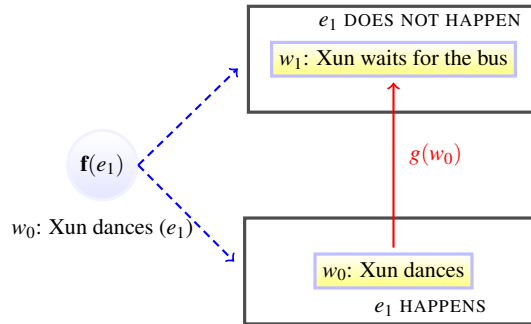 e₁ DOES NOT HAPPEN
w₁: Xun waits for the bus
f(e₁)
g(w₀)
w₀: Xun dances (e₁)
w₀: Xun dances
e₁ HAPPENS